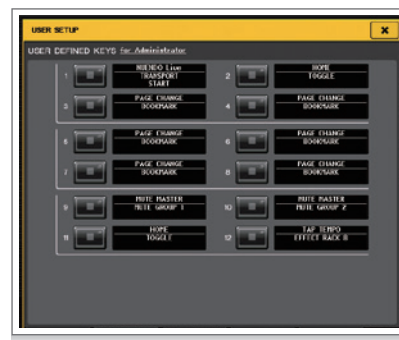 USER SETUP
USER DEFINED KEYS for Administrator
1 NUENDO Live TRANSPORT START
2 HOME TOGGLE
3 PAGE CHANGE BOOKMARK
4 PAGE CHANGE BOOKMARK
5 PAGE CHANGE BOOKMARK
6 PAGE CHANGE BOOKMARK
7 PAGE CHANGE BOOKMARK
8 PAGE CHANGE BOOKMARK
9 MUTE MASTER MUTE GROUP 1
10 MUTE MASTER MUTE GROUP 2
11 HOME TOGGLE
12 TAP TEMPO EFFECT RACK 8